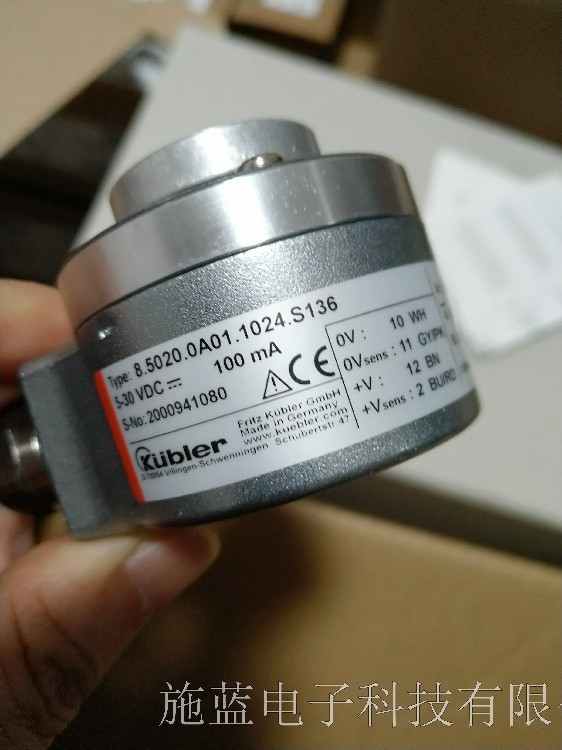 Type: 8.5020.0A01.1024.S136
5-30 VDC ⎓ 100 mA
S-No:2000941080
CE
Kübler
Fritz Kübler GmbH
Made in Germany
www.kuebler.com
Schubertstr 47
D-78054 Villingen-Schwenningen
0V : 10 WH
0Vsens : 11 GY/PK
+V : 12 BN
+Vsens : 2 BU/RD
施蓝电子科技有限